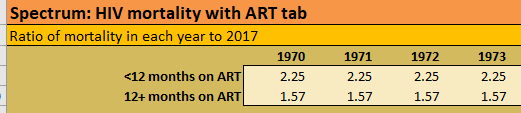 Spectrum: HIV mortality with ART tab
Ratio of mortality in each year to 2017
1970 1971 1972 1973
<12 months on ART 2.25 2.25 2.25 2.25
12+ months on ART 1.57 1.57 1.57 1.57